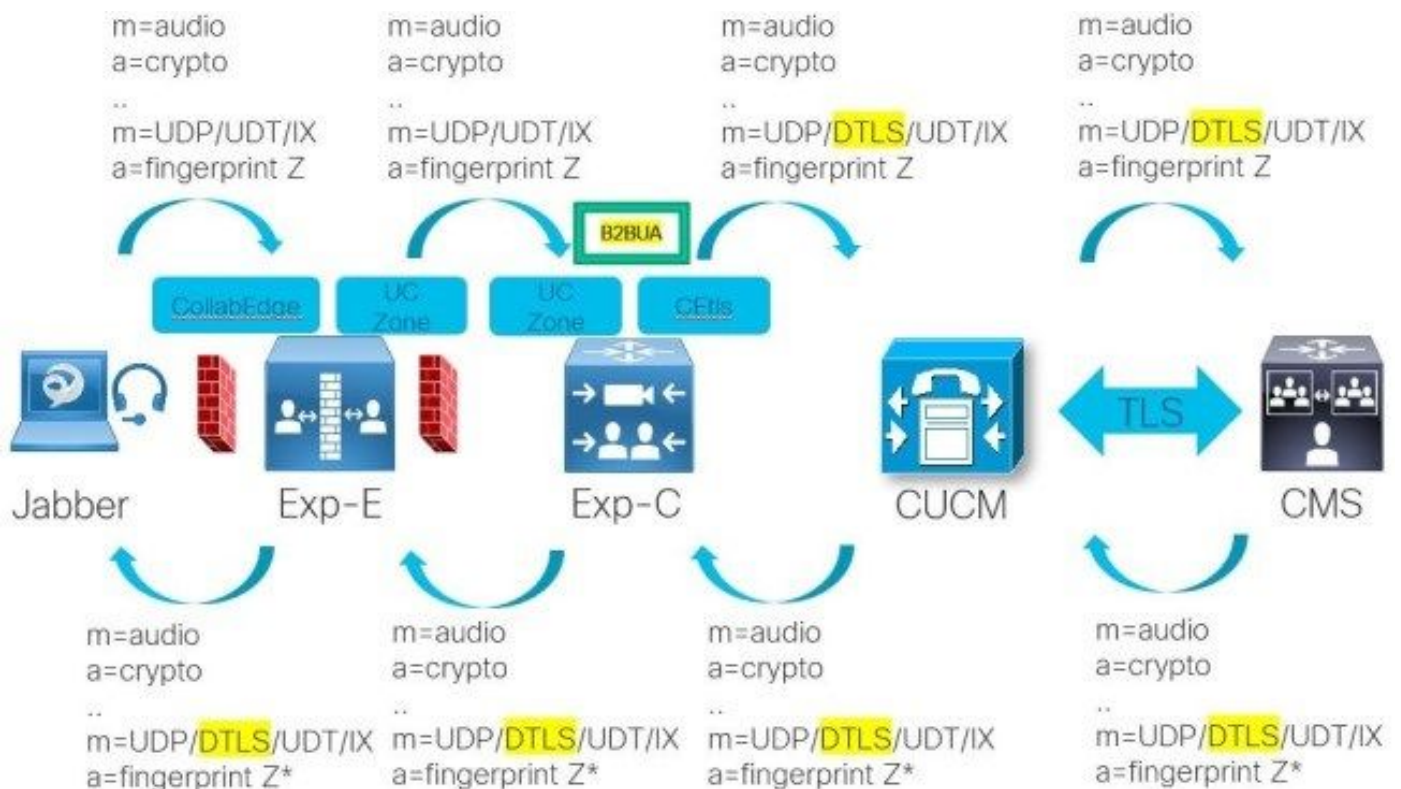 m=audio
a=crypto
..
m=UDP/UDT/IX
a=fingerprint Z
m=audio
a=crypto
..
m=UDP/UDT/IX
a=fingerprint Z
m=audio
a=crypto
..
m=UDP/DTLS/UDT/IX
a=fingerprint Z
m=audio
a=crypto
..
m=UDP/DTLS/UDT/IX
a=fingerprint Z
B2BUA
CollabEdge
UC
Zone
UC
Zone
CEtls
TLS
Jabber
Exp-E
Exp-C
CUCM
CMS
m=audio
a=crypto
..
m=UDP/DTLS/UDT/IX
a=fingerprint Z*
m=audio
a=crypto
..
m=UDP/DTLS/UDT/IX
a=fingerprint Z*
m=audio
a=crypto
..
m=UDP/DTLS/UDT/IX
a=fingerprint Z*
m=audio
a=crypto
..
m=UDP/DTLS/UDT/IX
a=fingerprint Z*